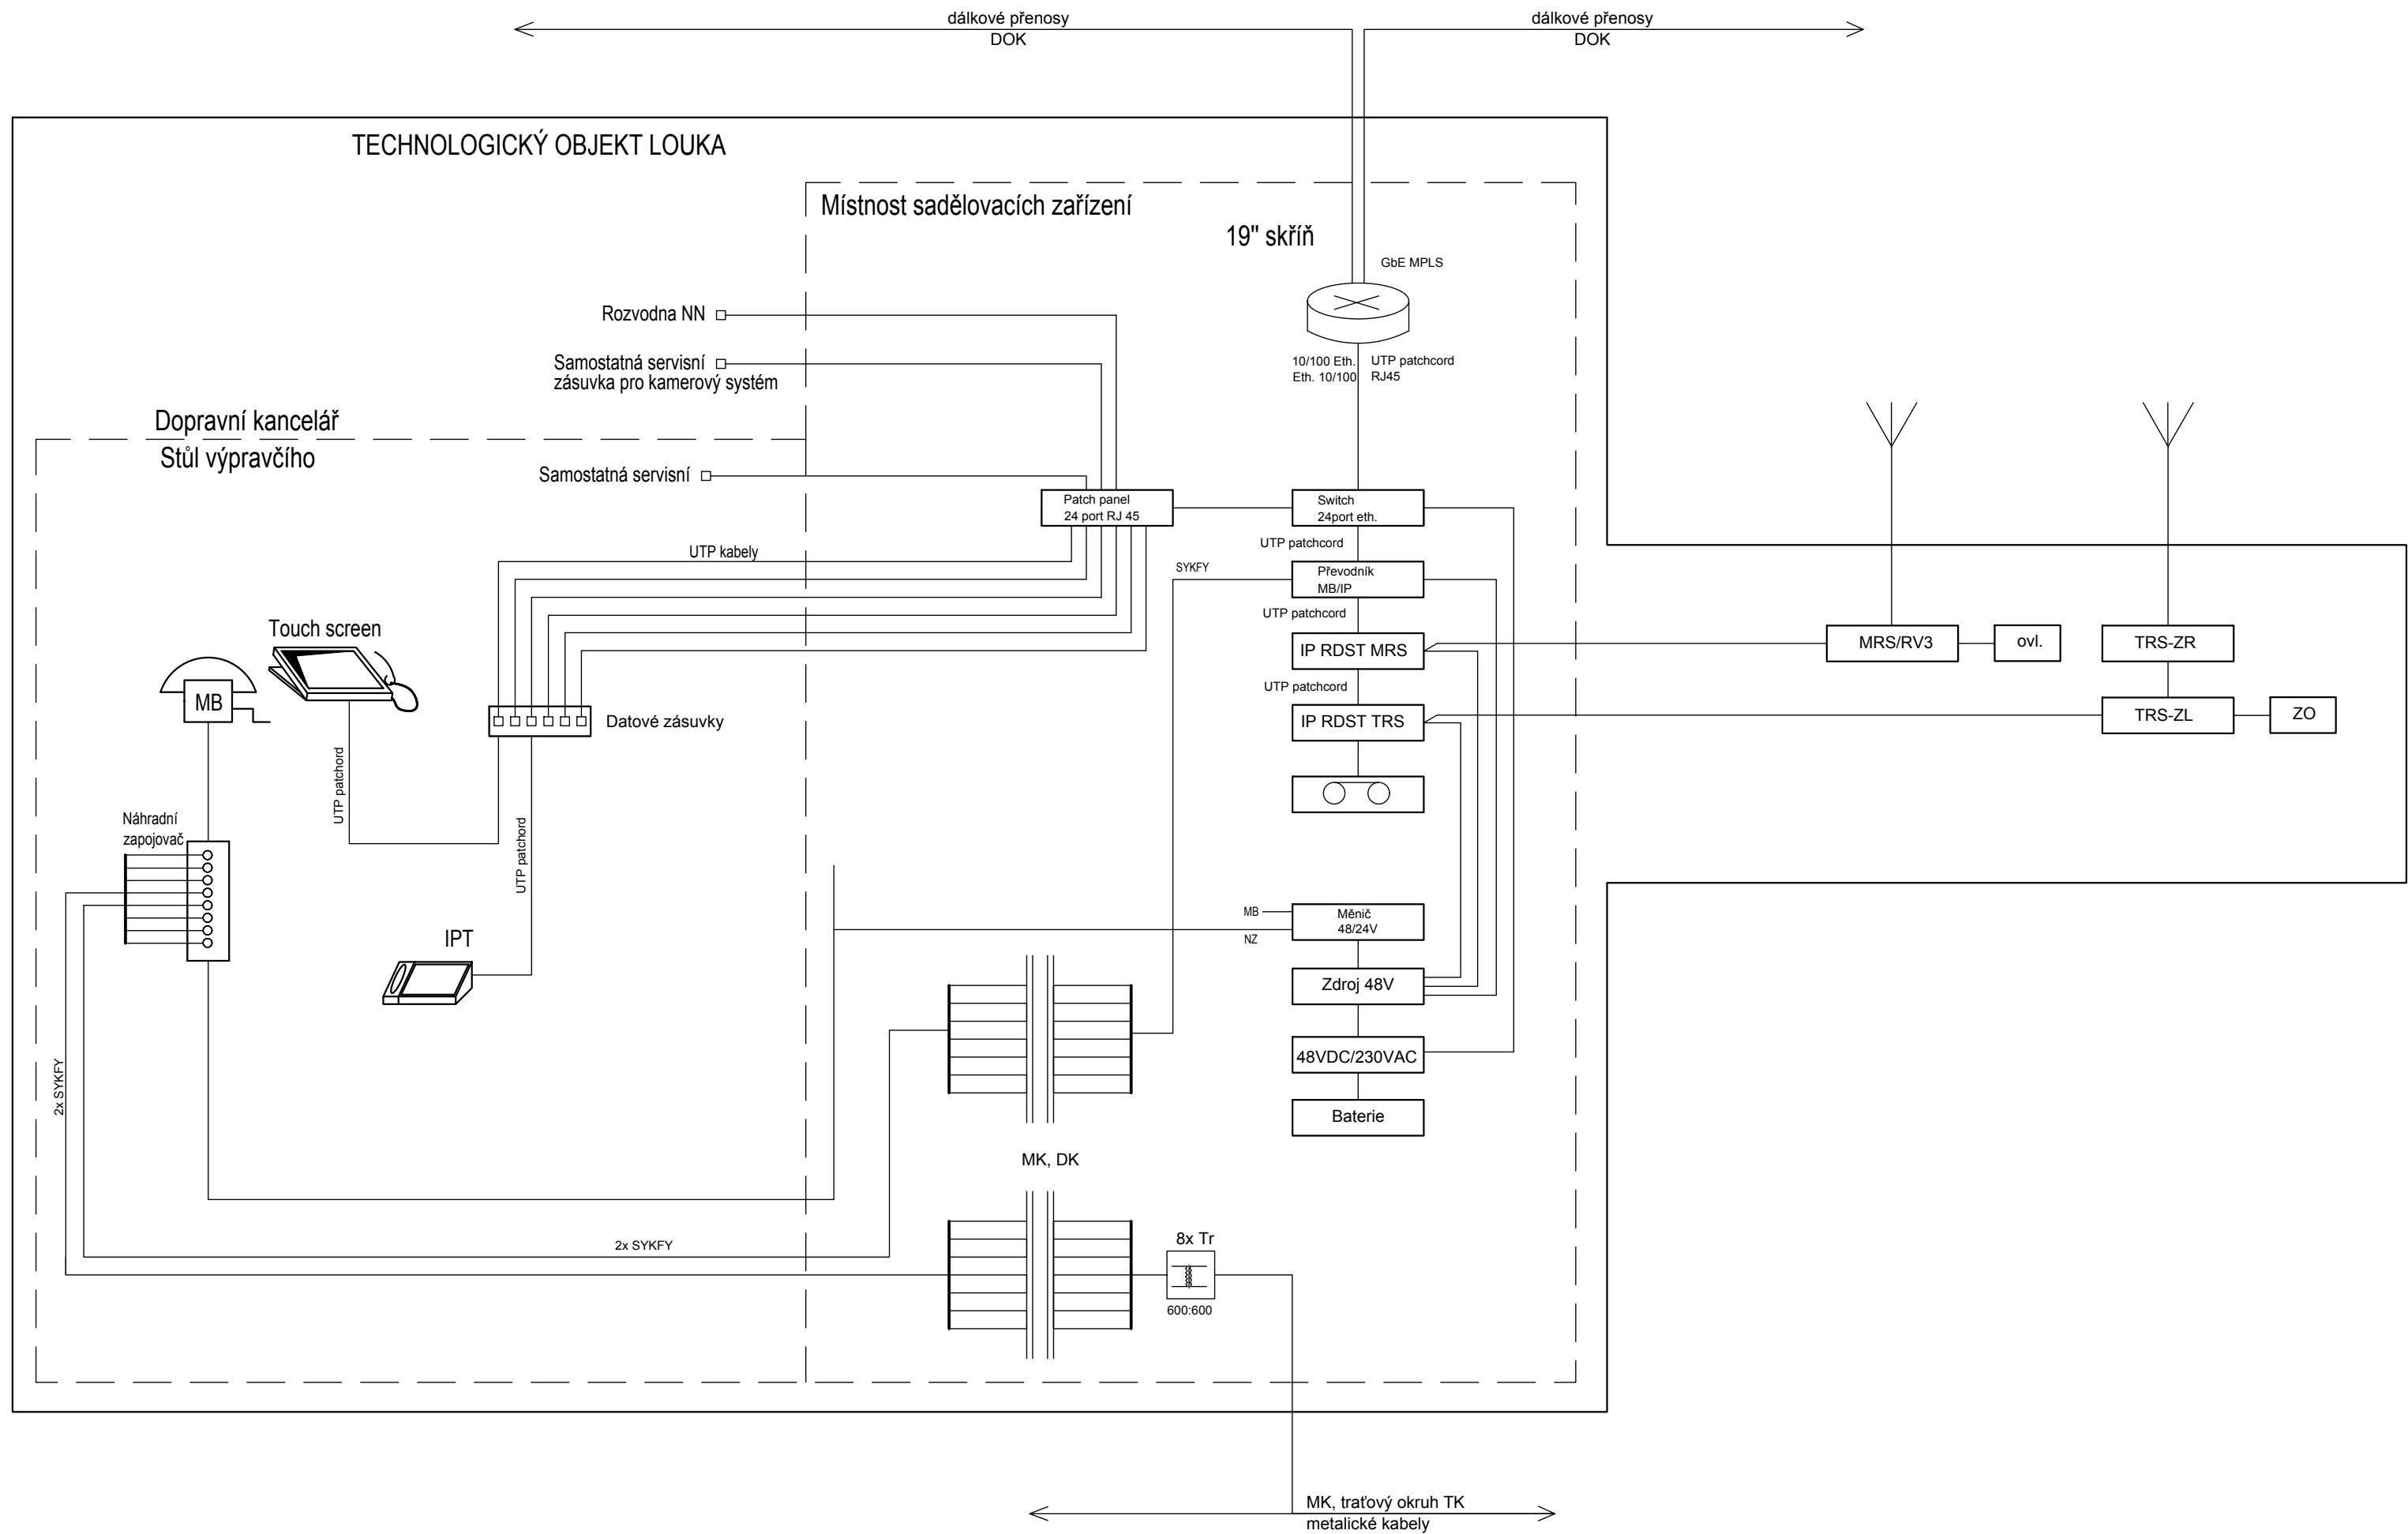 dálkové přenosy
DOK
dálkové přenosy
DOK
TECHNOLOGICKÝ OBJEKT LOUKA
Místnost sadělovacích zařízení
19" skříň
GbE MPLS
Rozvodna NN
Samostatná servisní
zásuvka pro kamerový systém
10/100 Eth.
Eth. 10/100
UTP patchcord
RJ45
Dopravní kancelář
Stůl výpravčího
Samostatná servisní
Patch panel
24 port RJ 45
Switch
24port eth.
UTP patchcord
UTP kabely
SYKFY
Převodník
MB/IP
UTP patchcord
Touch screen
MB
IP RDST MRS
MRS/RV3
ovl.
TRS-ZR
UTP patchcord
Datové zásuvky
IP RDST TRS
TRS-ZL
ZO
UTP patchord
UTP patchord
Náhradní
zapojovač
IPT
MB
NZ
Měnič
48/24V
Zdroj 48V
48VDC/230VAC
Baterie
2x SYKFY
MK, DK
2x SYKFY
8x Tr
600:600
MK, traťový okruh TK
metalické kabely